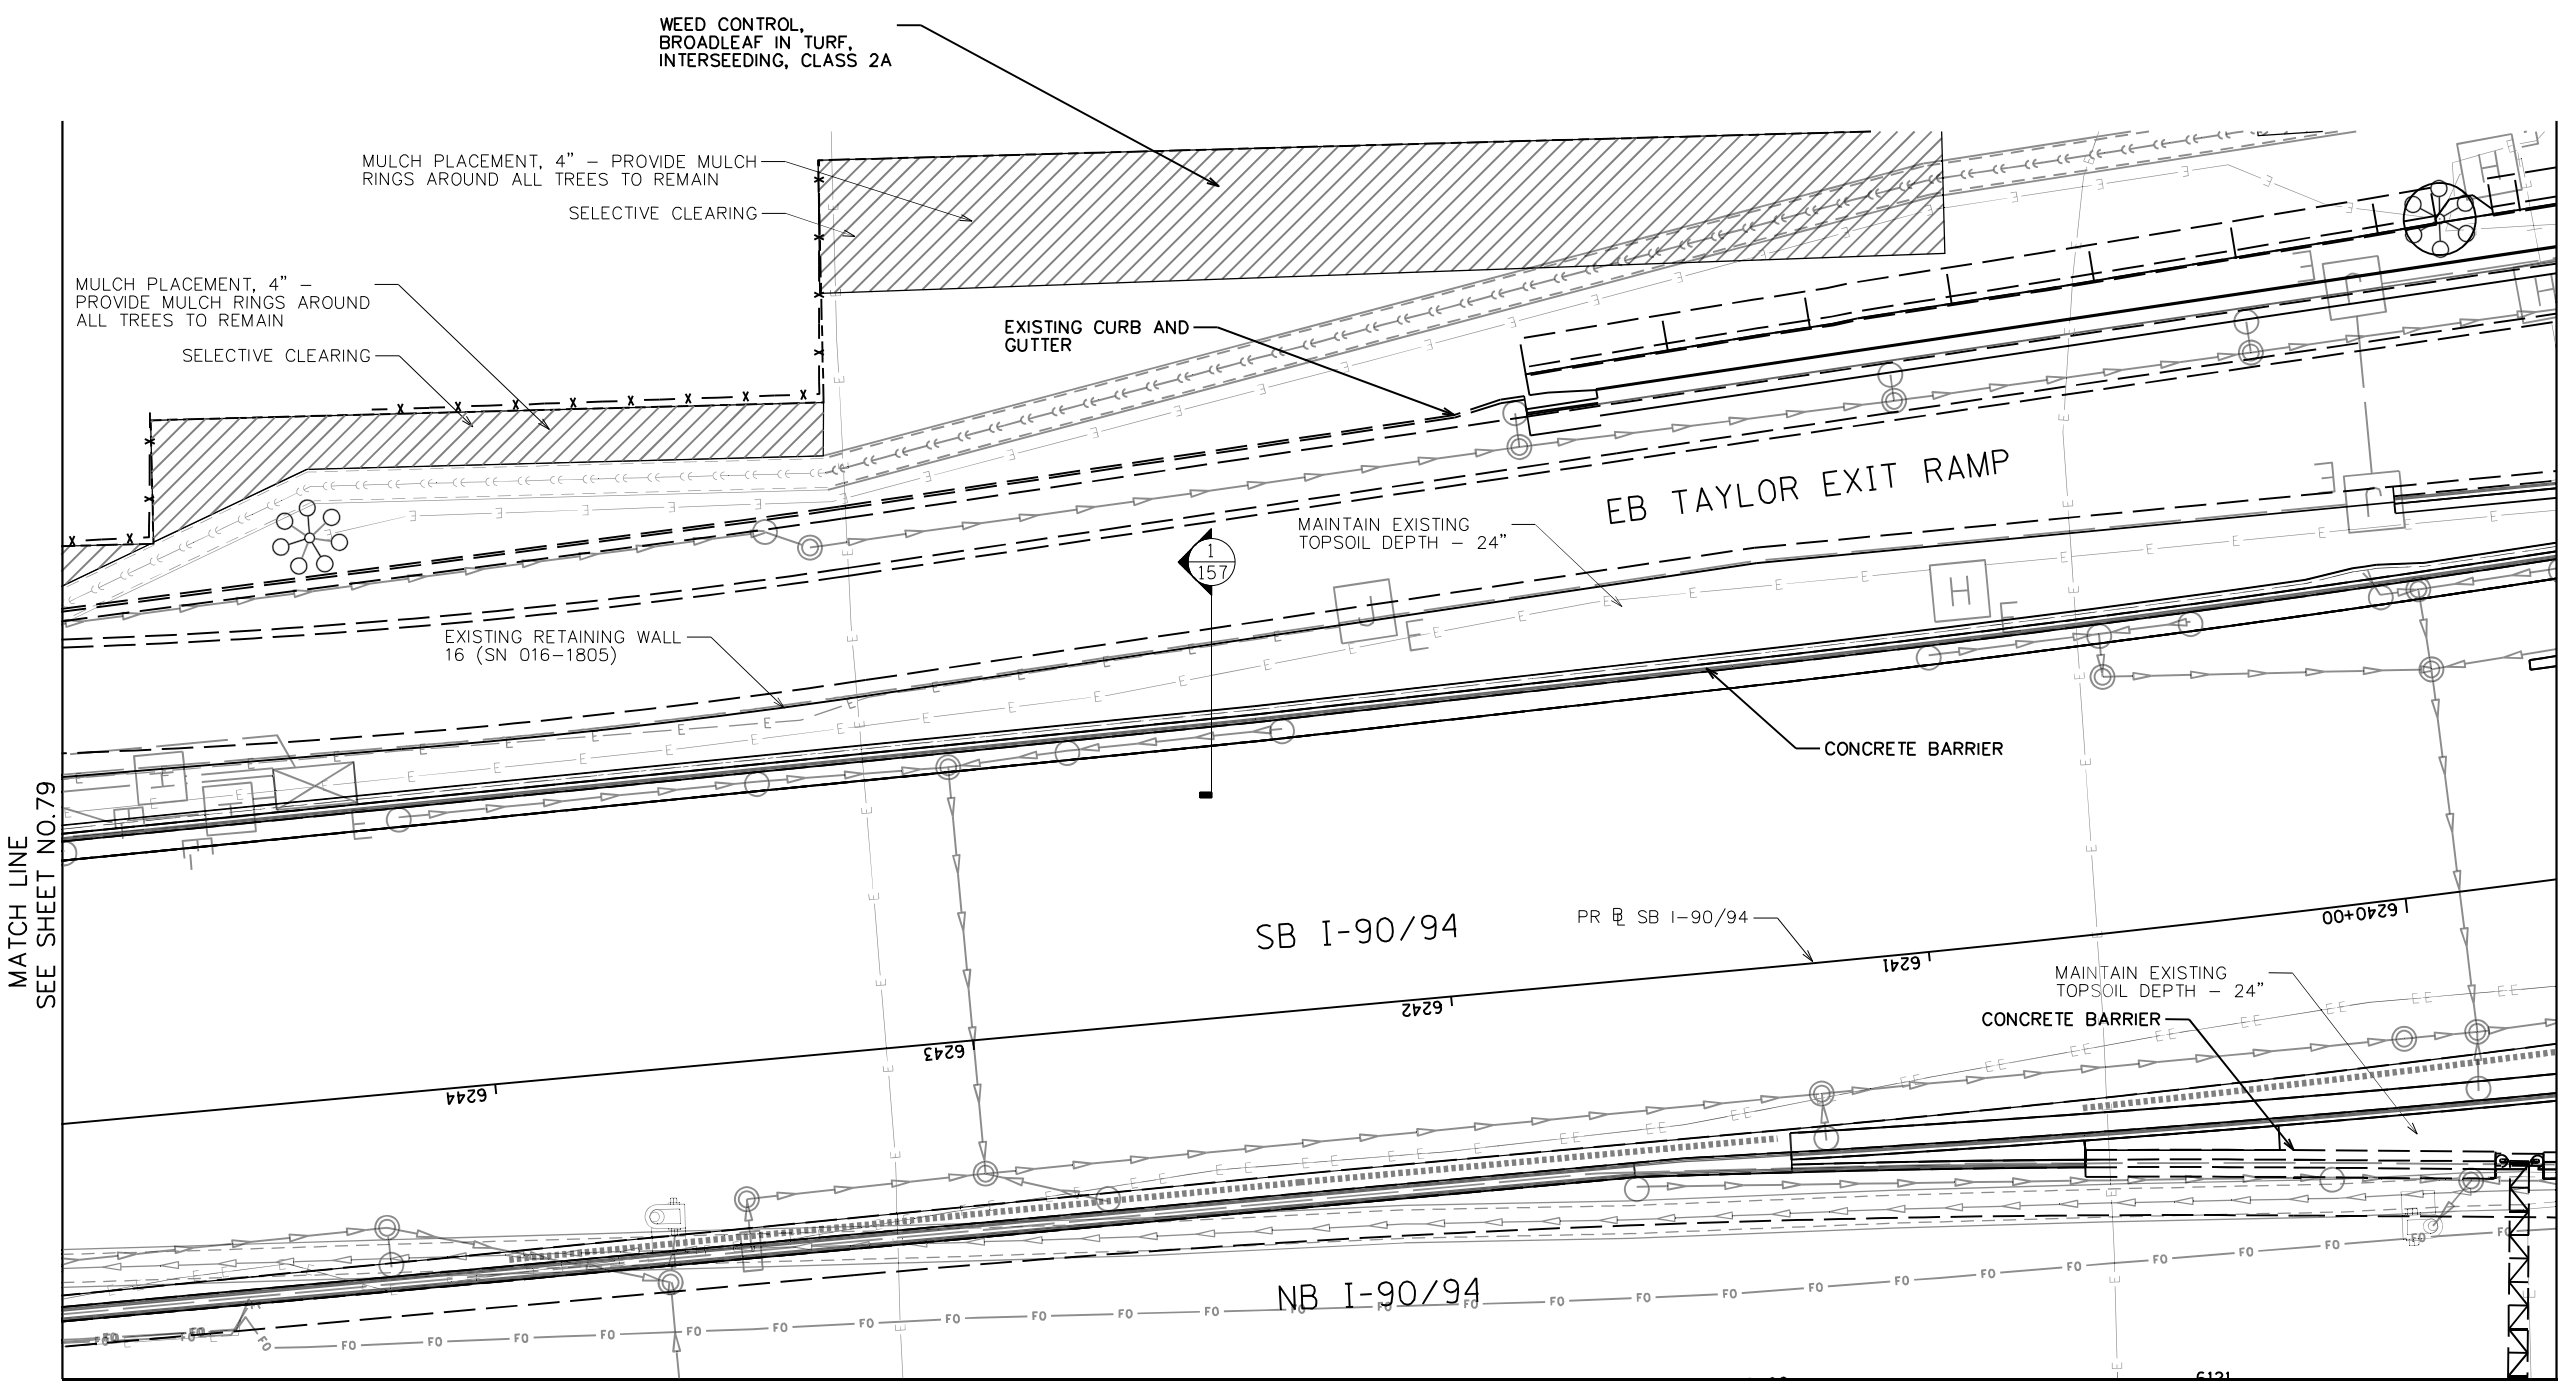 WEED CONTROL,
BROADLEAF IN TURF,
INTERSEEDING, CLASS 2A
MULCH PLACEMENT, 4" - PROVIDE MULCH
RINGS AROUND ALL TREES TO REMAIN
SELECTIVE CLEARING
MULCH PLACEMENT, 4" -
PROVIDE MULCH RINGS AROUND
ALL TREES TO REMAIN
SELECTIVE CLEARING
EXISTING CURB AND
GUTTER
EB TAYLOR EXIT RAMP
MAINTAIN EXISTING
TOPSOIL DEPTH - 24"
1
157
EXISTING RETAINING WALL
16 (SN 016-1805)
CONCRETE BARRIER
MATCH LINE
SEE SHEET NO. 79
SB I-90/94
PR BL SB I-90/94
6240+00
6241
6242
6243
6244
MAINTAIN EXISTING
TOPSOIL DEPTH - 24"
CONCRETE BARRIER
NB I-90/94